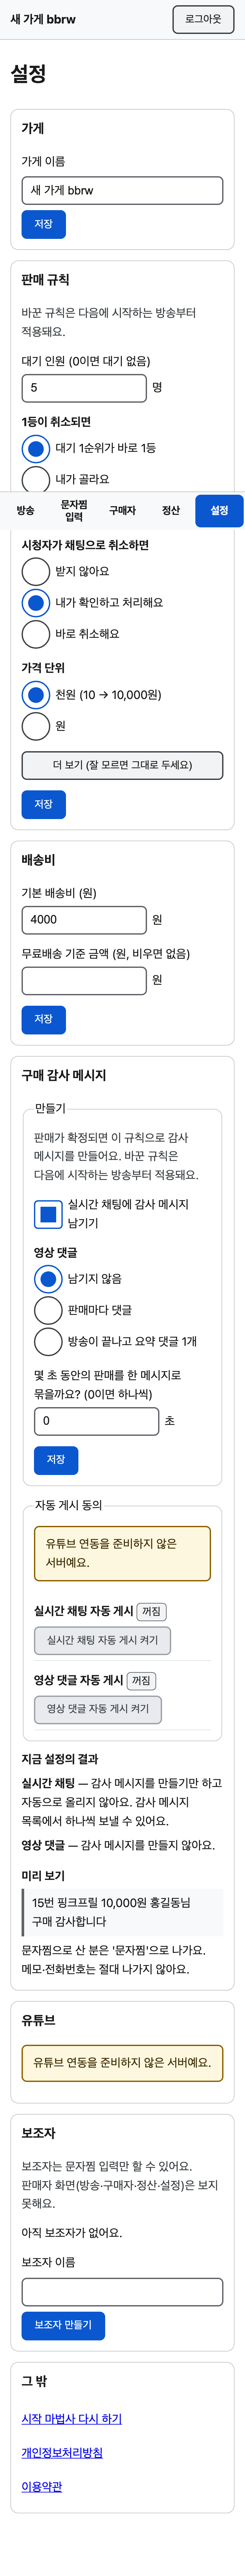 새 가게 bbrw
로그아웃
설정
가게
가게 이름
새 가게 bbrw
저장
판매 규칙
바꾼 규칙은 다음에 시작하는 방송부터
적용돼요.
대기 인원 (0이면 대기 없음)
5 명
1등이 취소되면
대기 1순위가 바로 1등
내가 골라요
방송
문자찜
입력
구매자
정산
설정
시청자가 채팅으로 취소하면
받지 않아요
내가 확인하고 처리해요
바로 취소해요
가격 단위
천원 (10 → 10,000원)
원
더 보기 (잘 모르면 그대로 두세요)
저장
배송비
기본 배송비 (원)
4000 원
무료배송 기준 금액 (원, 비우면 없음)
원
저장
구매 감사 메시지
만들기
판매가 확정되면 이 규칙으로 감사
메시지를 만들어요. 바꾼 규칙은
다음에 시작하는 방송부터 적용돼요.
실시간 채팅에 감사 메시지
남기기
영상 댓글
남기지 않음
판매마다 댓글
방송이 끝나고 요약 댓글 1개
몇 초 동안의 판매를 한 메시지로
묶을까요? (0이면 하나씩)
0 초
저장
자동 게시 동의
유튜브 연동을 준비하지 않은
서버예요.
실시간 채팅 자동 게시 꺼짐
실시간 채팅 자동 게시 켜기
영상 댓글 자동 게시 꺼짐
영상 댓글 자동 게시 켜기
지금 설정의 결과
실시간 채팅 — 감사 메시지를 만들기만 하고
자동으로 올리지 않아요. 감사 메시지
목록에서 하나씩 보낼 수 있어요.
영상 댓글 — 감사 메시지를 만들지 않아요.
미리 보기
15번 핑크프릴 10,000원 홍길동님
구매 감사합니다
문자찜으로 산 분은 '문자찜'으로 나가요.
메모·전화번호는 절대 나가지 않아요.
유튜브
유튜브 연동을 준비하지 않은 서버예요.
보조자
보조자는 문자찜 입력만 할 수 있어요.
판매자 화면(방송·구매자·정산·설정)은 보지
못해요.
아직 보조자가 없어요.
보조자 이름
보조자 만들기
그 밖
시작 마법사 다시 하기
개인정보처리방침
이용약관